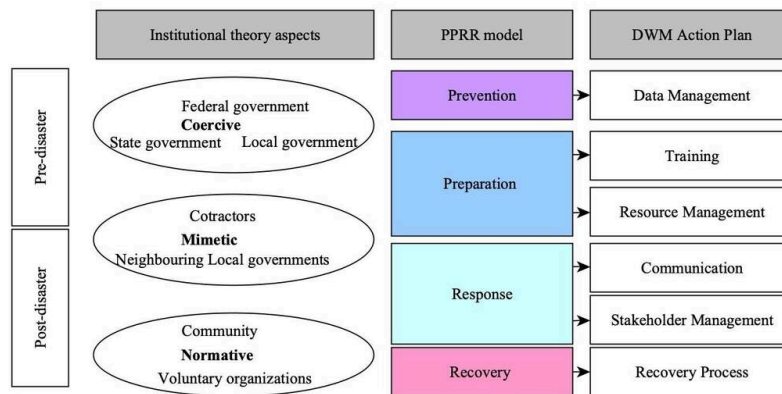 Institutional theory aspects
PPRR model
DWM Action Plan
Pre-disaster
Federal government
Coercive
State government Local government
Prevention
Data Management
Preparation
Training
Resource Management
Cotractors
Mimetic
Neighbouring Local governments
Post-disaster
Response
Communication
Stakeholder Management
Community
Normative
Voluntary organizations
Recovery
Recovery Process